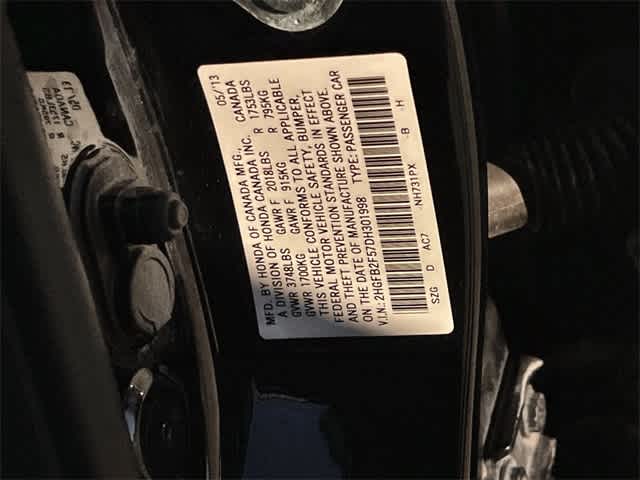 MFD. BY HONDA OF CANADA MFG., 05/'13
A DIVISION OF HONDA CANADA INC. CANADA
GVWR 3748LBS GAWR F 2018LBS R 1753LBS
GVWR 1700KG GAWR F 915KG R 795KG
THIS VEHICLE CONFORMS TO ALL APPLICABLE
FEDERAL MOTOR VEHICLE SAFETY, BUMPER,
AND THEFT PREVENTION STANDARDS IN EFFECT
ON THE DATE OF MANUFACTURE SHOWN ABOVE.
V.I.N.: 2HGFB2F57DH301998 TYPE: PASSENGER CAR
NH731PX B H
SZG D AC7